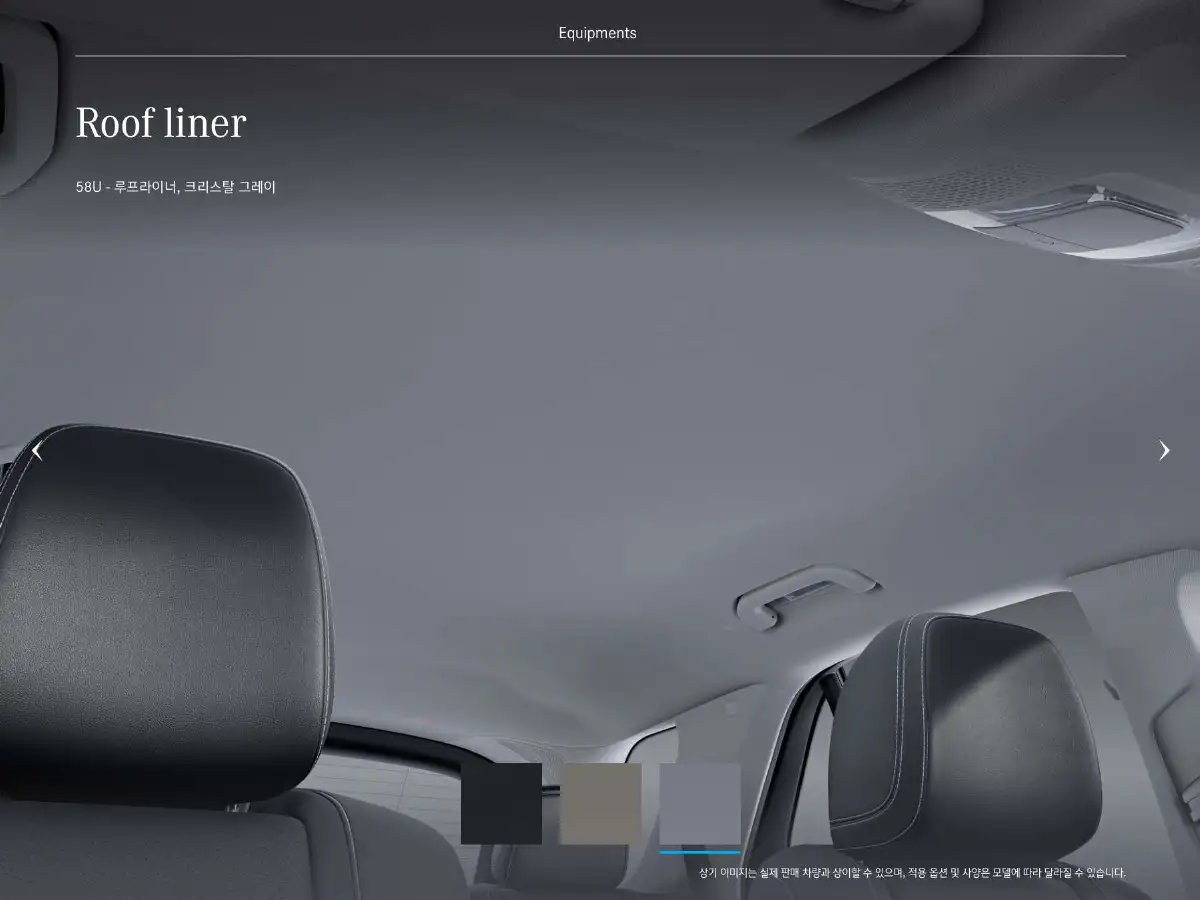 Equipments
Roof liner
58U - 루프라이너, 크리스탈 그레이
상기 이미지는 실제 판매 차량과 상이할 수 있으며, 적용 옵션 및 사양은 모델에 따라 달라질 수 있습니다.